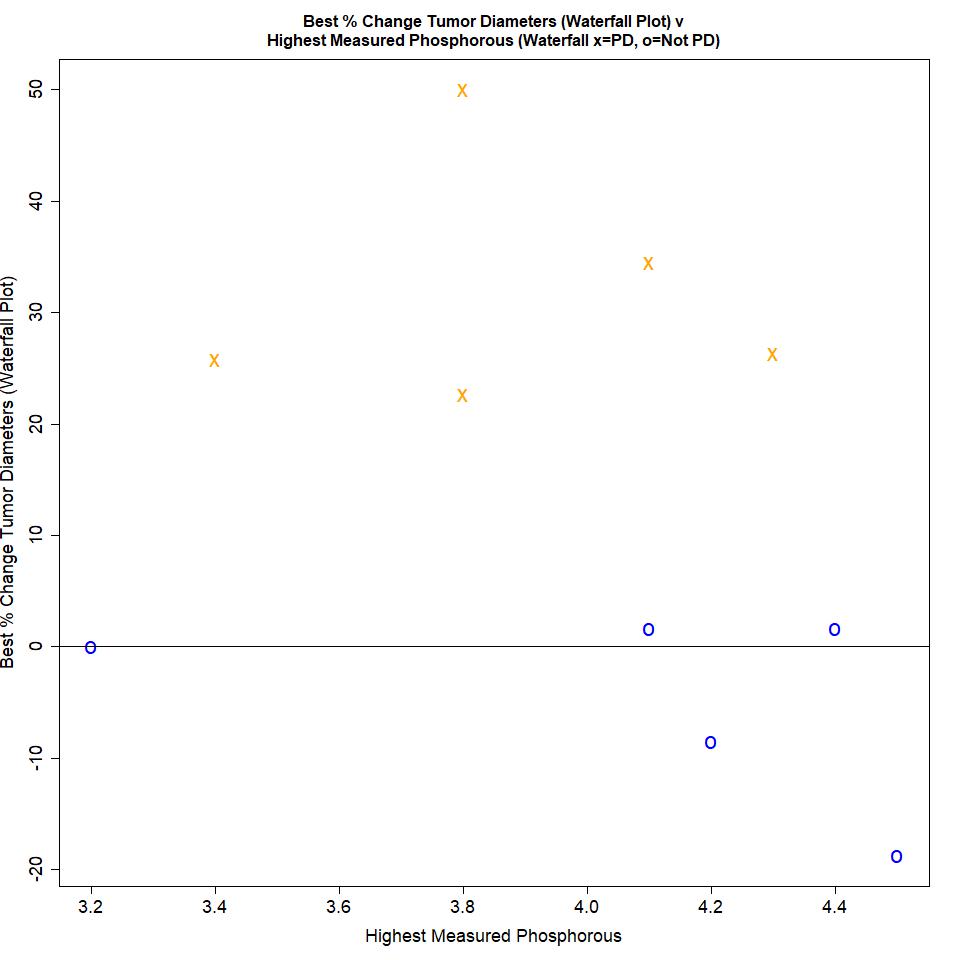 Best % Change Tumor Diameters (Waterfall Plot) v
Highest Measured Phosphorous (Waterfall x=PD, o=Not PD)
Best % Change Tumor Diameters (Waterfall Plot)
50
40
30
20
10
0
-10
-20
X
X
X
X
X
O
O
O
O
O
3.2 3.4 3.6 3.8 4.0 4.2 4.4
Highest Measured Phosphorous